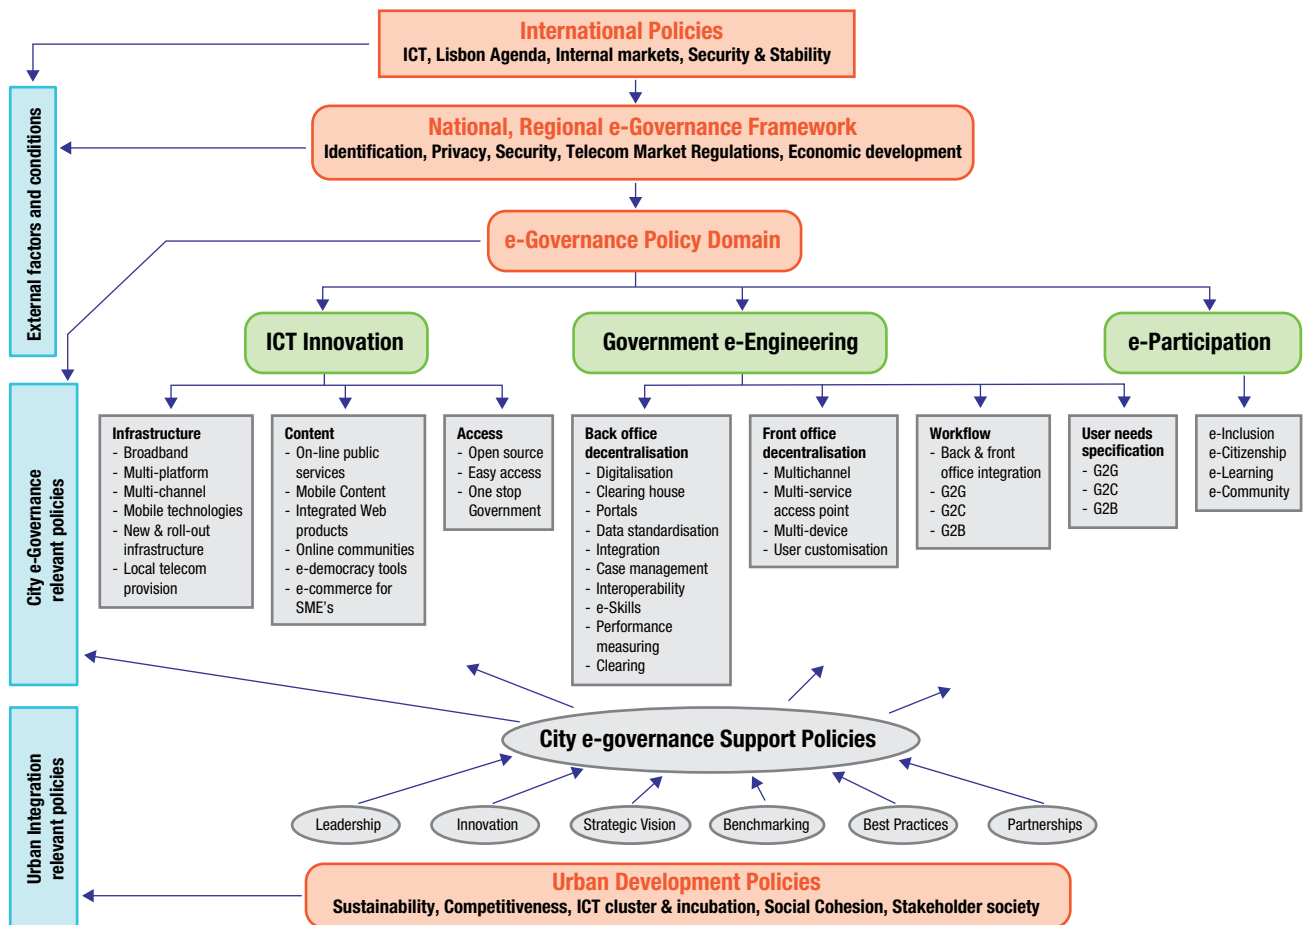 International Policies
ICT, Lisbon Agenda, Internal markets, Security & Stability
National, Regional e-Governance Framework
Identification, Privacy, Security, Telecom Market Regulations, Economic development
e-Governance Policy Domain
External factors and conditions
ICT Innovation
Government e-Engineering
e-Participation
City e-Governance
relevant policies
Infrastructure
- Broadband
- Multi-platform
- Multi-channel
- Mobile technologies
- New & roll-out
infrastructure
- Local telecom
provision
Content
- On-line public
services
- Mobile Content
- Integrated Web
products
- Online communities
- e-democracy tools
- e-commerce for
SME's
Access
- Open source
- Easy access
- One stop
Government
Back office
decentralisation
- Digitalisation
- Clearing house
- Portals
- Data standardisation
- Integration
- Case management
- Interoperability
- e-Skills
- Performance
measuring
- Clearing
Front office
decentralisation
- Multichannel
- Multi-service
access point
- Multi-device
- User customisation
Workflow
- Back & front
office integration
- G2G
- G2C
- G2B
User needs
specification
- G2G
- G2C
- G2B
e-Inclusion
e-Citizenship
e-Learning
e-Community
City e-governance Support Policies
Leadership
Innovation
Strategic Vision
Benchmarking
Best Practices
Partnerships
Urban Integration
relevant policies
Urban Development Policies
Sustainability, Competitiveness, ICT cluster & incubation, Social Cohesion, Stakeholder society